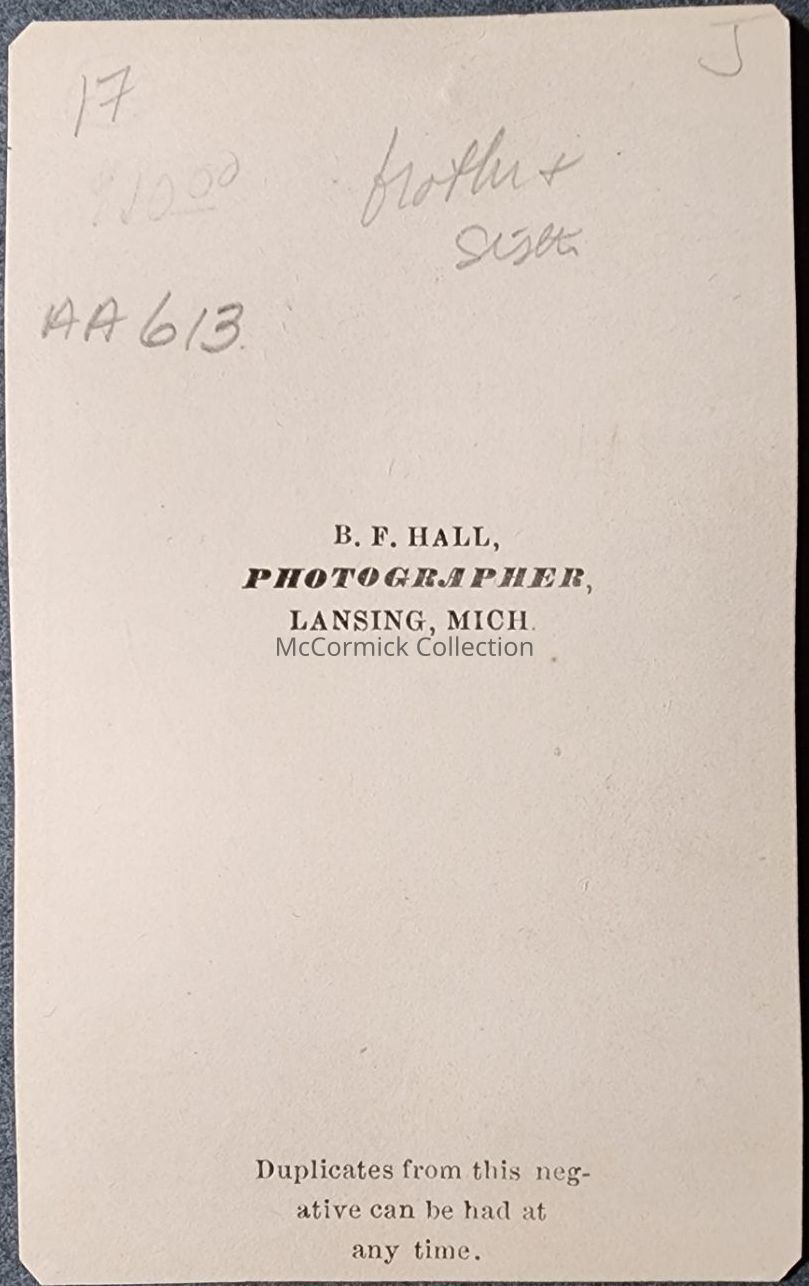 J
17
brother +
sister
$10.00
AA613.
B. F. HALL,
PHOTOGRAPHER,
LANSING, MICH.
McCormick Collection
Duplicates from this neg-
ative can be had at
any time.